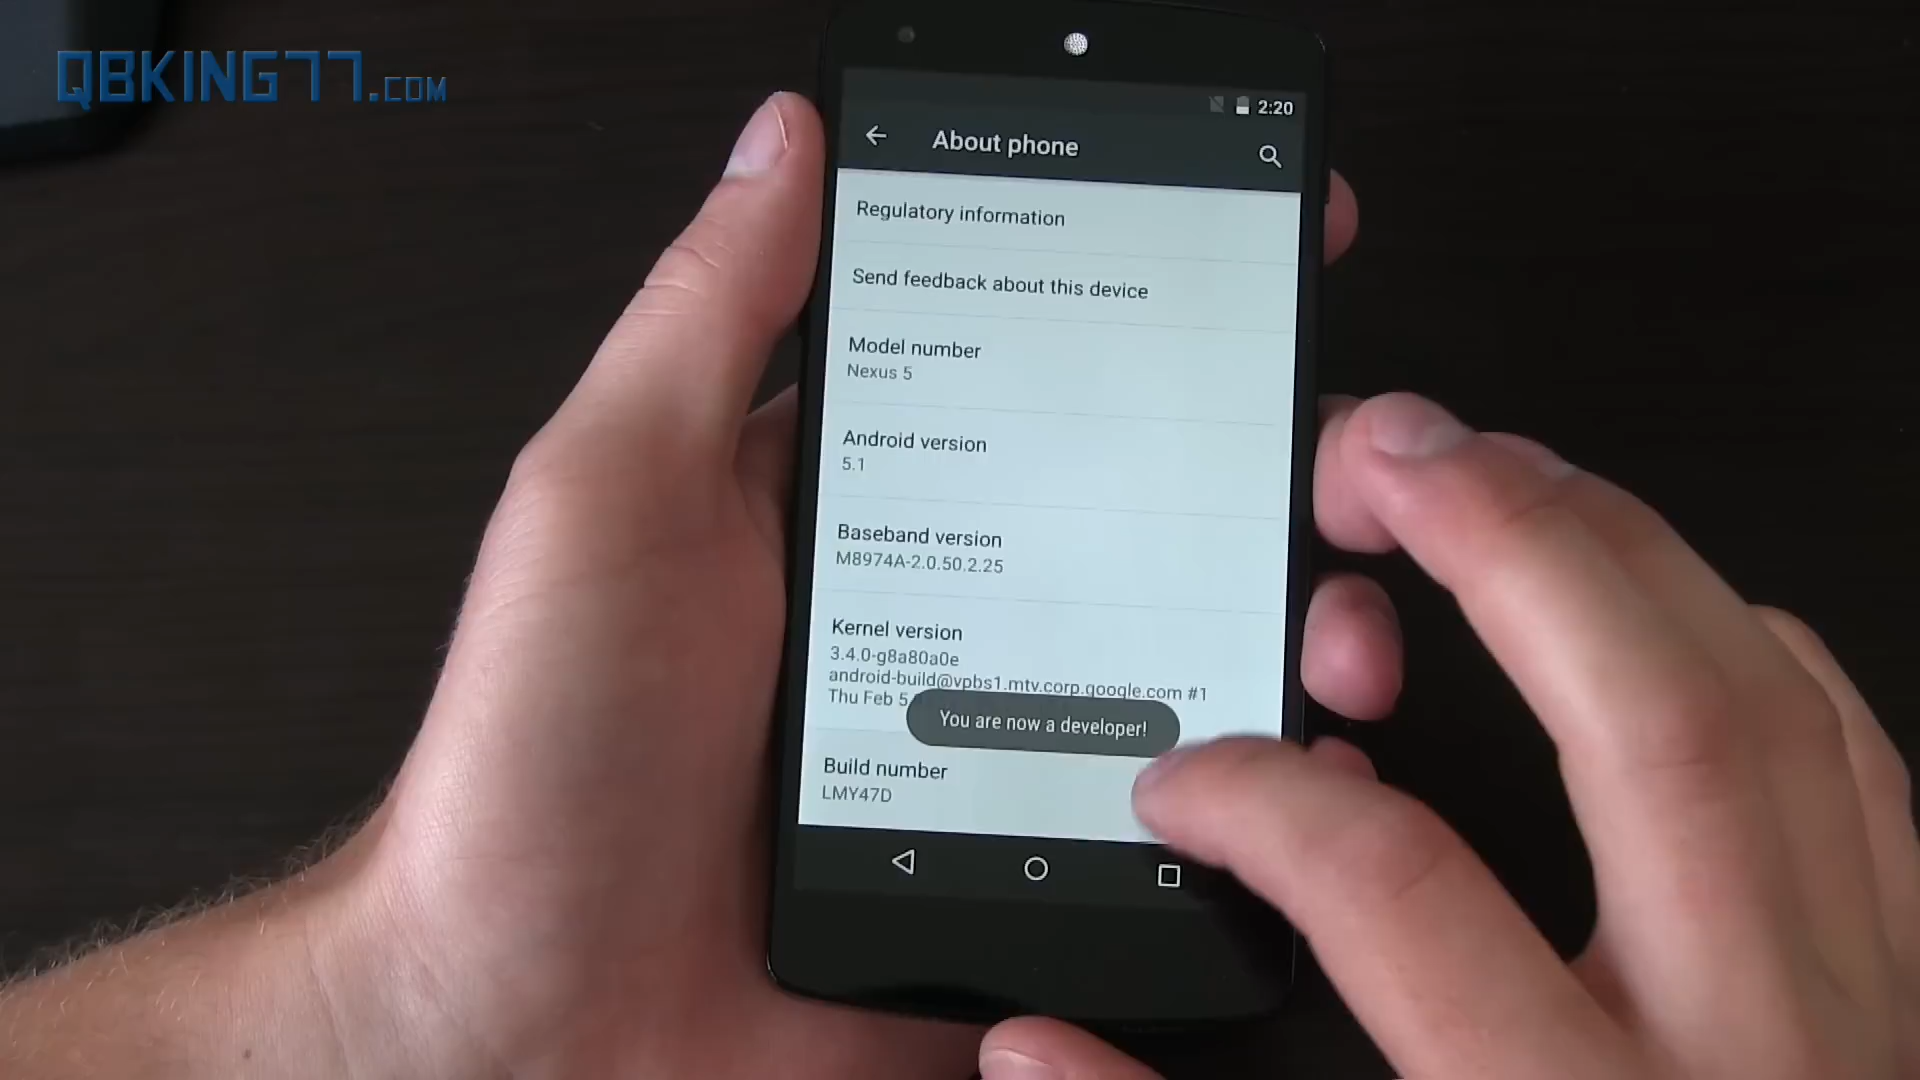 QBKING77.COM
2:20
About phone
Regulatory information
Send feedback about this device
Model number
Nexus 5
Android version
5.1
Baseband version
M8974A-2.0.50.2.25
Kernel version
3.4.0-g8a80a0e
android-build@vpbs1.mtv.corp.google.com #1
Thu Feb 5
You are now a developer!
Build number
LMY47D